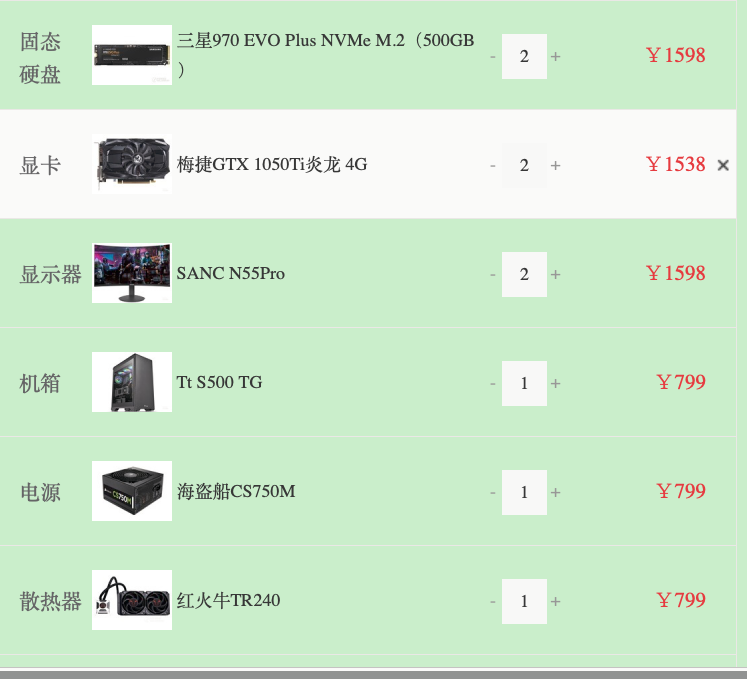 固态
硬盘
三星970 EVO Plus NVMe M.2（500GB
）
- 2 +
￥1598
显卡
梅捷GTX 1050Ti炎龙 4G
- 2 +
￥1538 ×
显示器
SANC N55Pro
- 2 +
￥1598
机箱
Tt S500 TG
- 1 +
￥799
电源
CS750M
海盗船CS750M
- 1 +
￥799
散热器
红火牛TR240
- 1 +
￥799